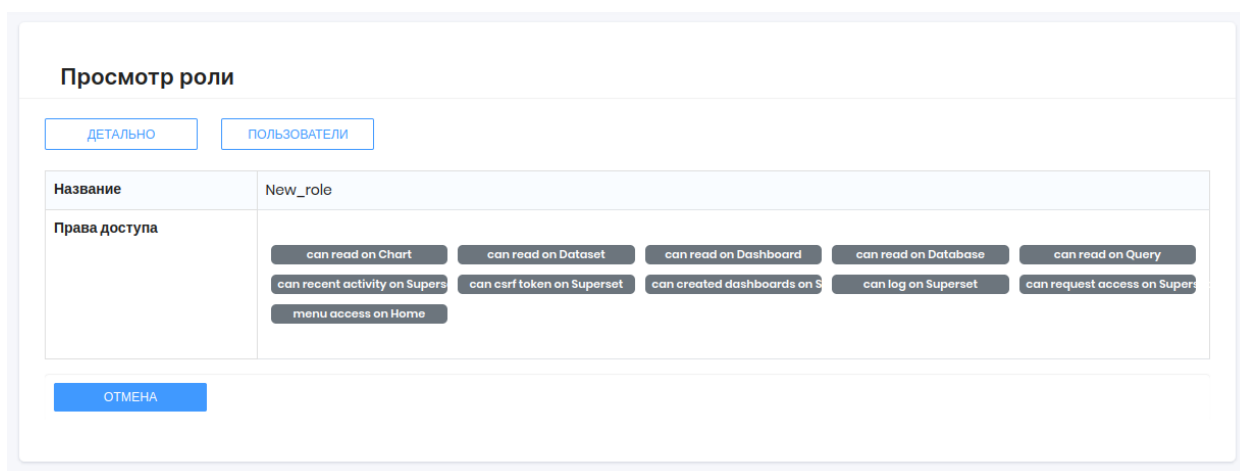 Просмотр роли
ДЕТАЛЬНО ПОЛЬЗОВАТЕЛИ
Название New_role
Права доступа
can read on Chart can read on Dataset can read on Dashboard can read on Database can read on Query
can recent activity on Supers can csrf token on Superset can created dashboards on S can log on Superset can request access on Supers
menu access on Home
ОТМЕНА